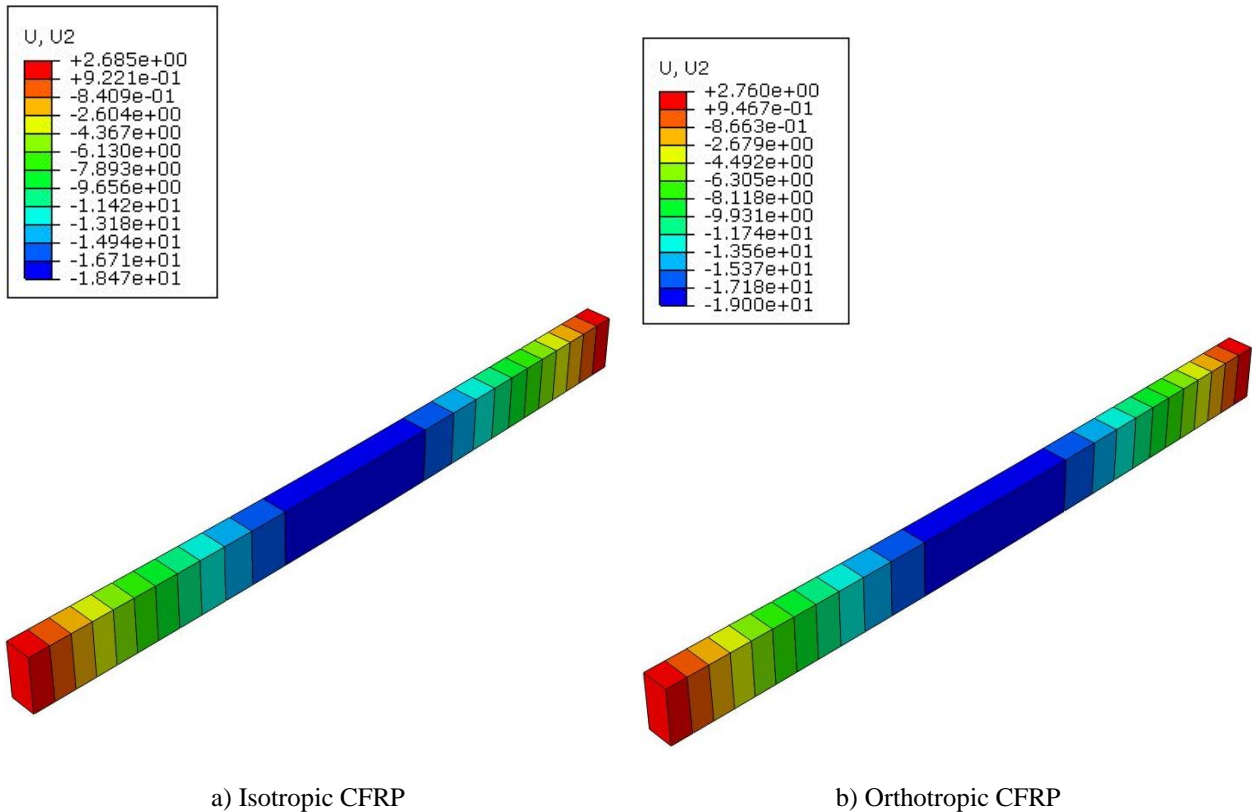 U, U2
+2.685e+00
+9.221e-01
-8.409e-01
-2.604e+00
-4.367e+00
-6.130e+00
-7.893e+00
-9.656e+00
-1.142e+01
-1.318e+01
-1.494e+01
-1.671e+01
-1.847e+01
U, U2
+2.760e+00
+9.467e-01
-8.663e-01
-2.679e+00
-4.492e+00
-6.305e+00
-8.118e+00
-9.931e+00
-1.174e+01
-1.356e+01
-1.537e+01
-1.718e+01
-1.900e+01
a) Isotropic CFRP
b) Orthotropic CFRP